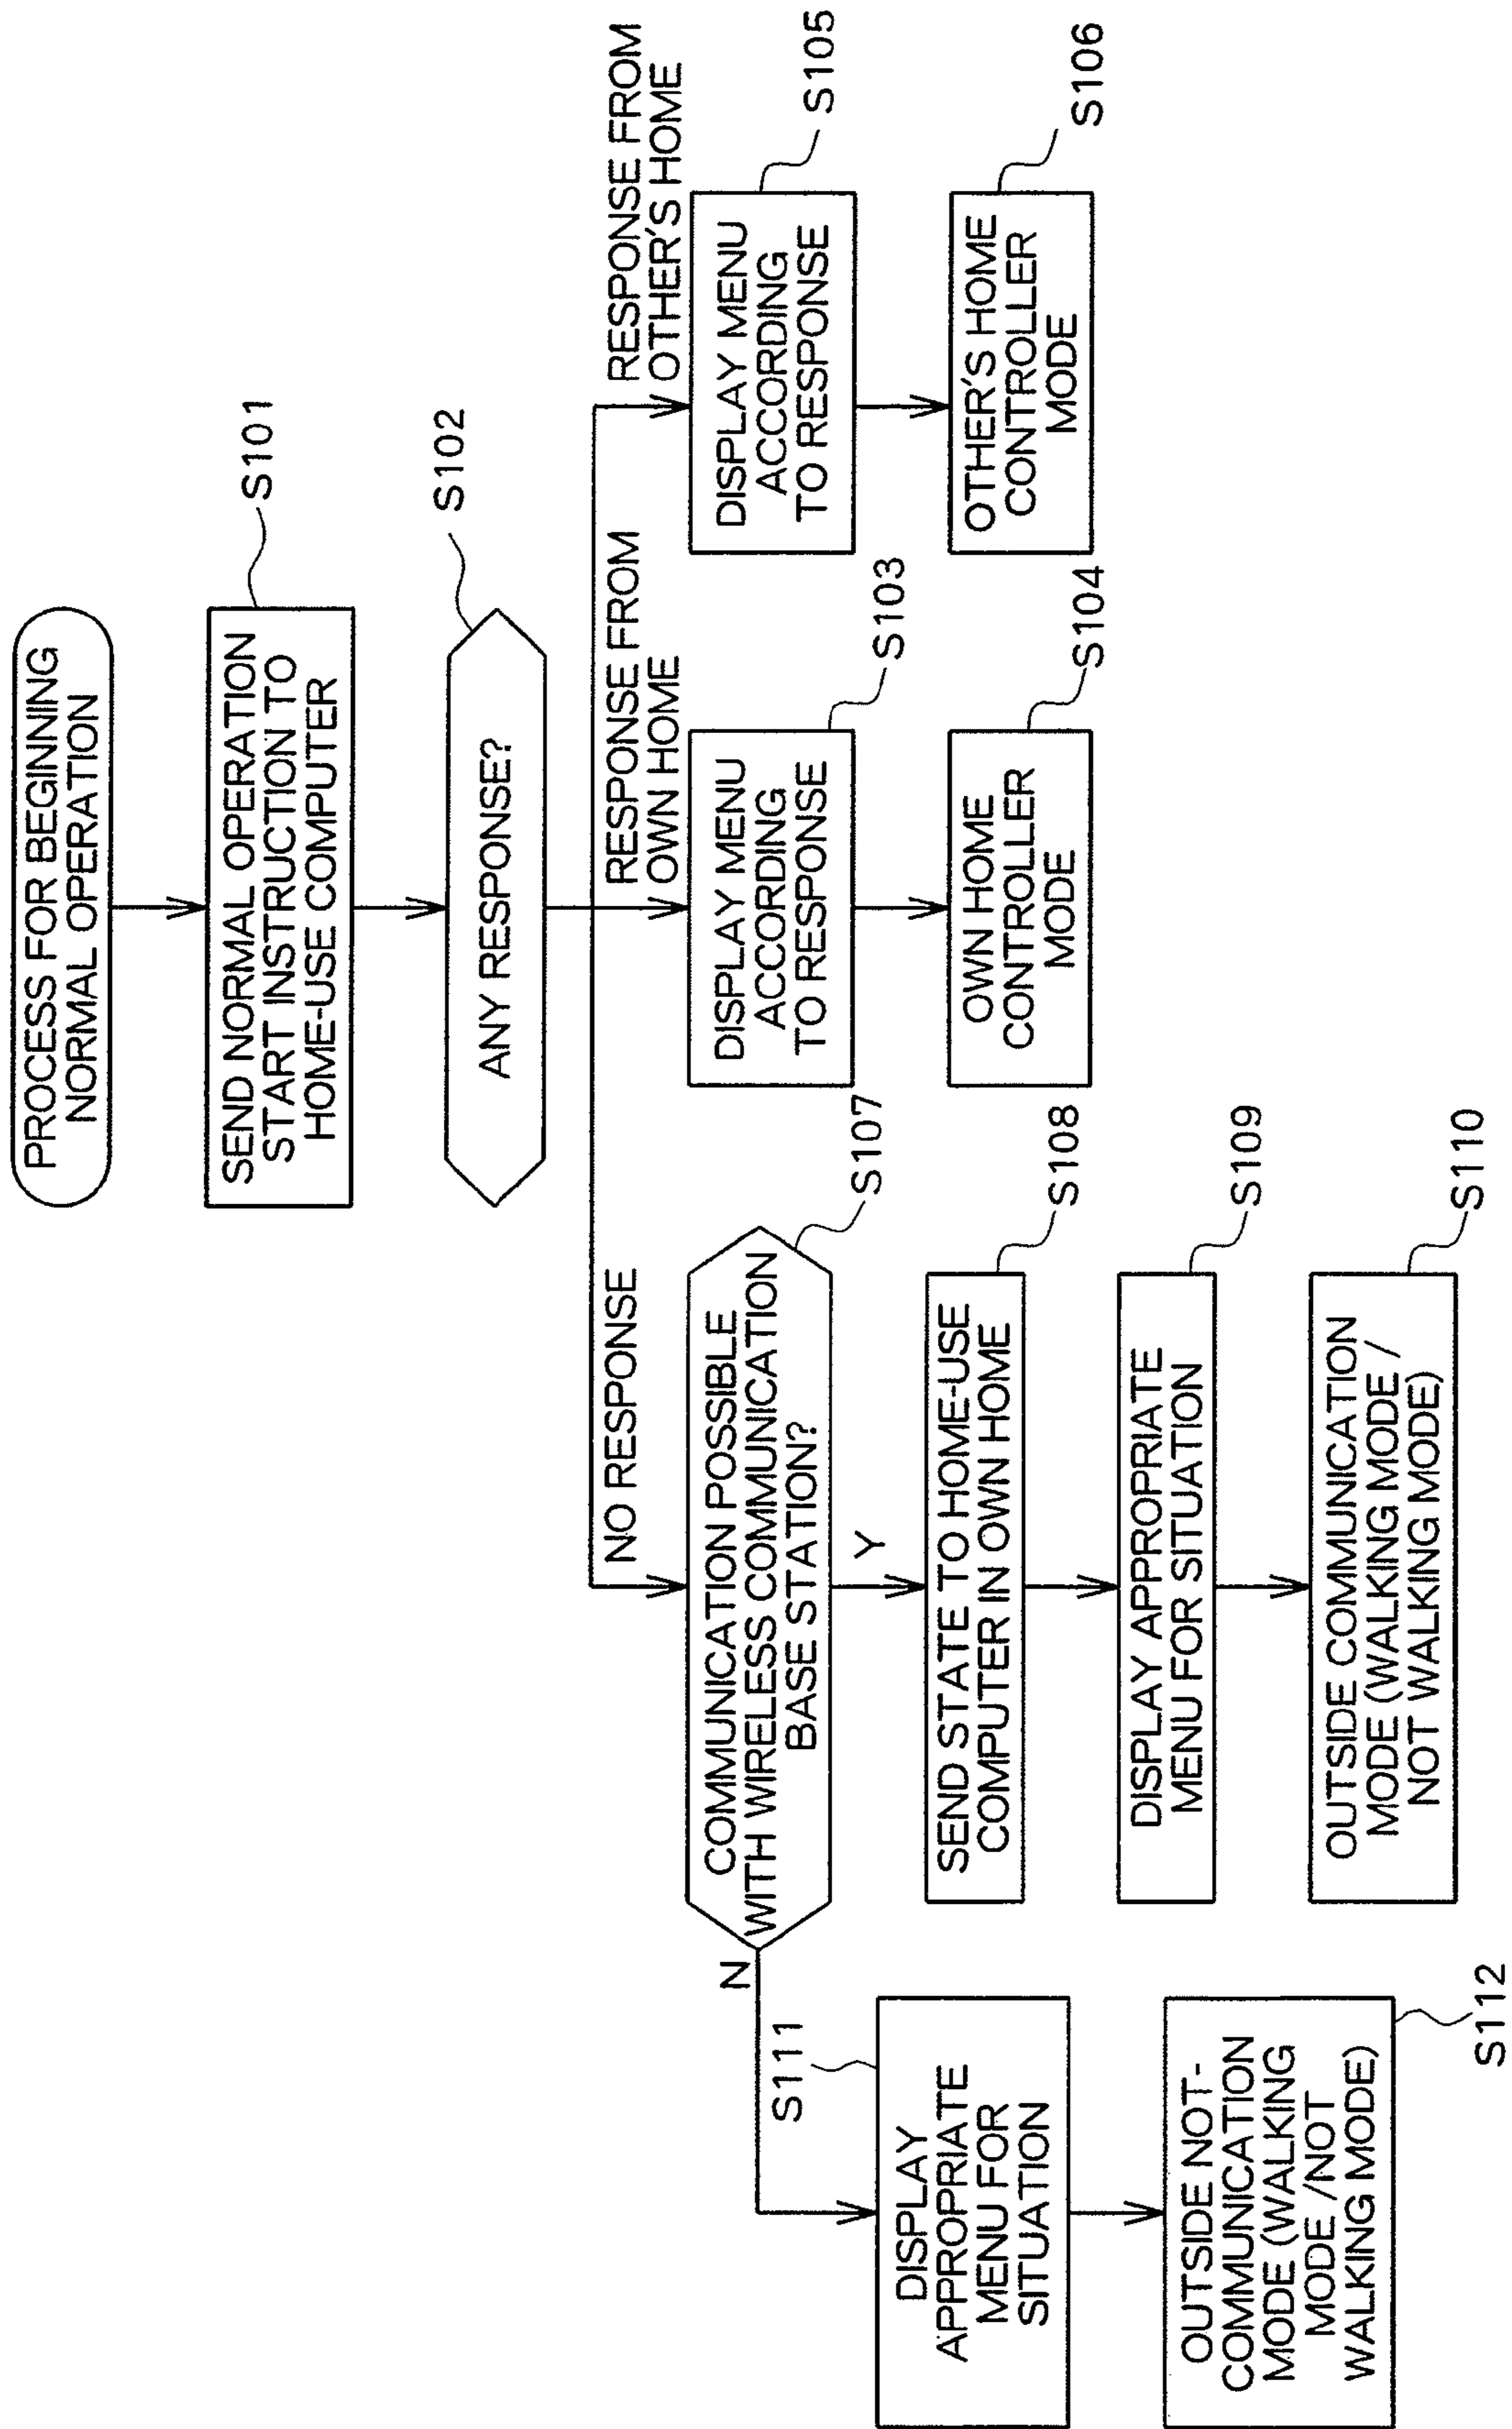 PROCESS FOR BEGINNING
NORMAL OPERATION
SEND NORMAL OPERATION
START INSTRUCTION TO
HOME-USE COMPUTER
S101
ANY RESPONSE?
S102
NO RESPONSE
RESPONSE FROM
OWN HOME
RESPONSE FROM
OTHER'S HOME
COMMUNICATION POSSIBLE
WITH WIRELESS COMMUNICATION
BASE STATION?
S107
DISPLAY MENU
ACCORDING
TO RESPONSE
S103
DISPLAY MENU
ACCORDING
TO RESPONSE
S105
N
Y
S111
DISPLAY
APPROPRIATE
MENU FOR
SITUATION
SEND STATE TO HOME-USE
COMPUTER IN OWN HOME
S108
OWN HOME
CONTROLLER
MODE
S104
OTHER'S HOME
CONTROLLER
MODE
S106
DISPLAY APPROPRIATE
MENU FOR SITUATION
S109
OUTSIDE NOT-
COMMUNICATION
MODE (WALKING
MODE /NOT
WALKING MODE)
S112
OUTSIDE COMMUNICATION
MODE (WALKING MODE /
NOT WALKING MODE)
S110